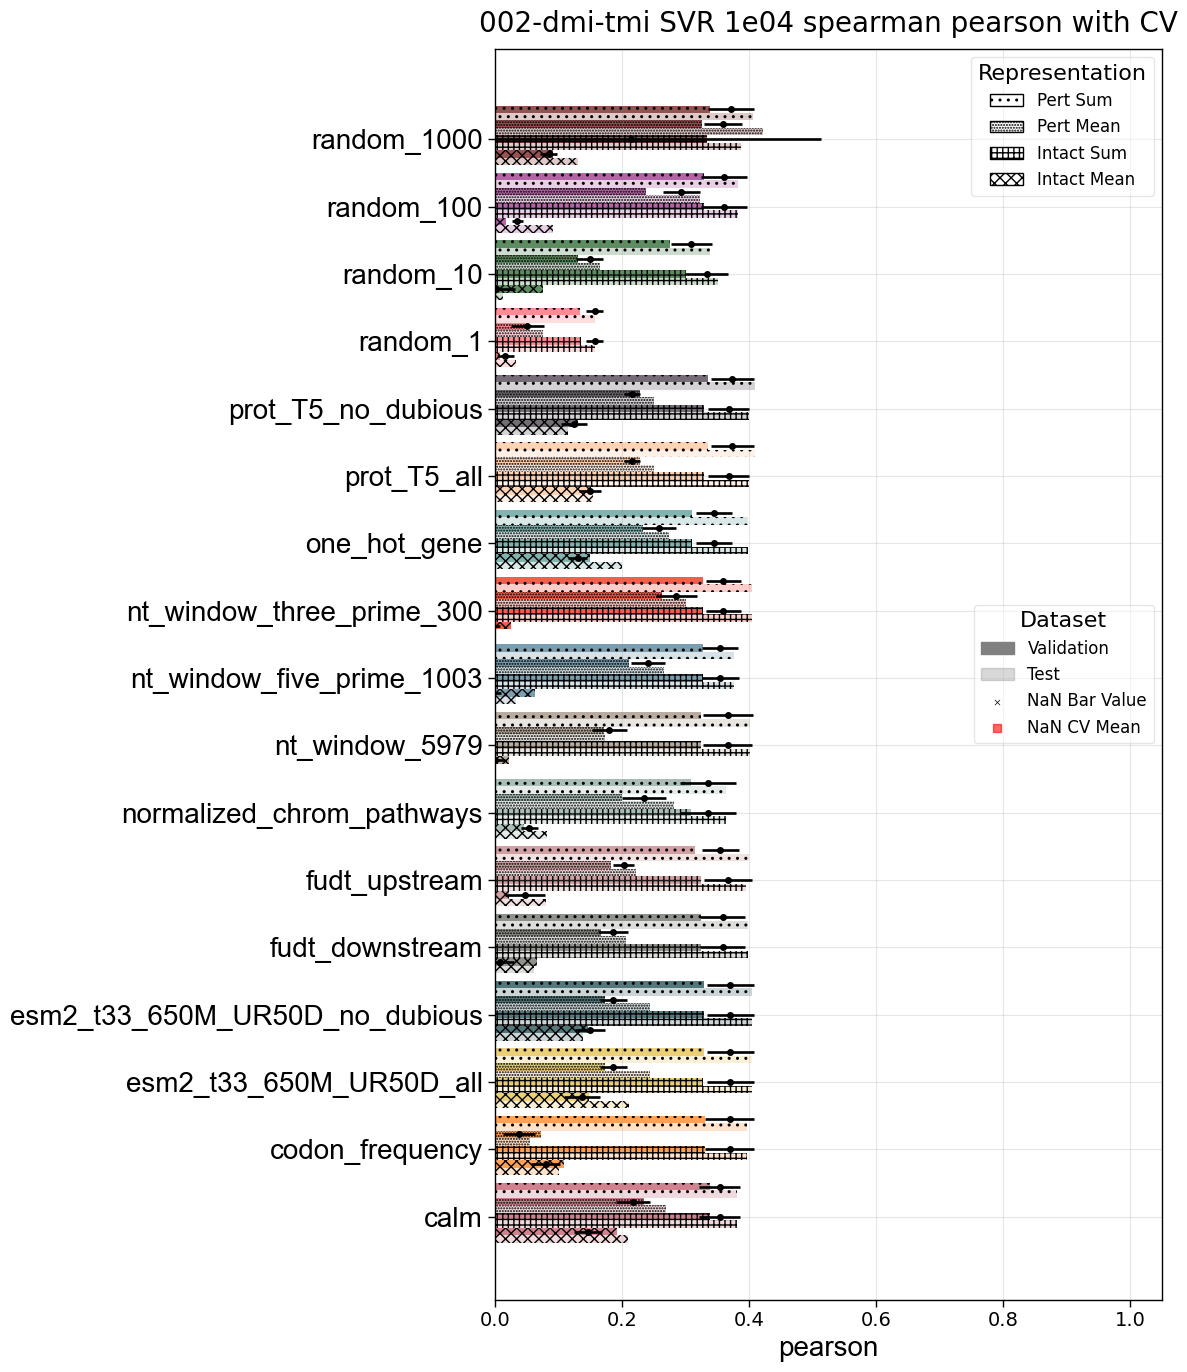 002-dmi-tmi SVR 1e04 spearman pearson with CV
Representation
Pert Sum
Pert Mean
Intact Sum
Intact Mean
random_1000
random_100
random_10
random_1
prot_T5_no_dubious
prot_T5_all
one_hot_gene
nt_window_three_prime_300
nt_window_five_prime_1003
nt_window_5979
normalized_chrom_pathways
fudt_upstream
fudt_downstream
esm2_t33_650M_UR50D_no_dubious
esm2_t33_650M_UR50D_all
codon_frequency
calm
Dataset
Validation
Test
NaN Bar Value
NaN CV Mean
0.0 0.2 0.4 0.6 0.8 1.0
pearson